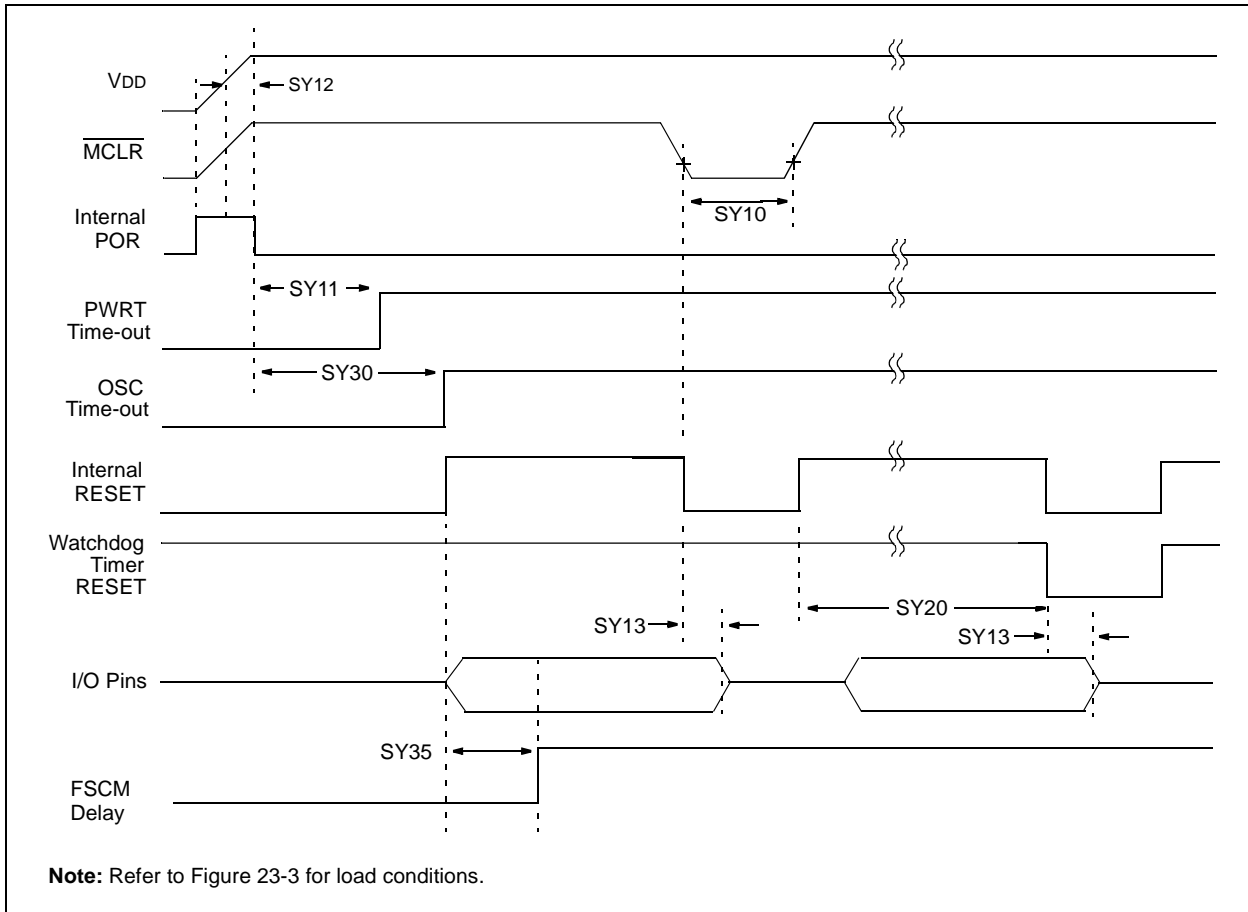 VDD
SY12
MCLR
SY10
Internal
POR
SY11
PWRT
Time-out
SY30
OSC
Time-out
Internal
RESET
Watchdog
Timer
RESET
SY20
SY13
SY13
I/O Pins
SY35
FSCM
Delay
Note: Refer to Figure 23-3 for load conditions.